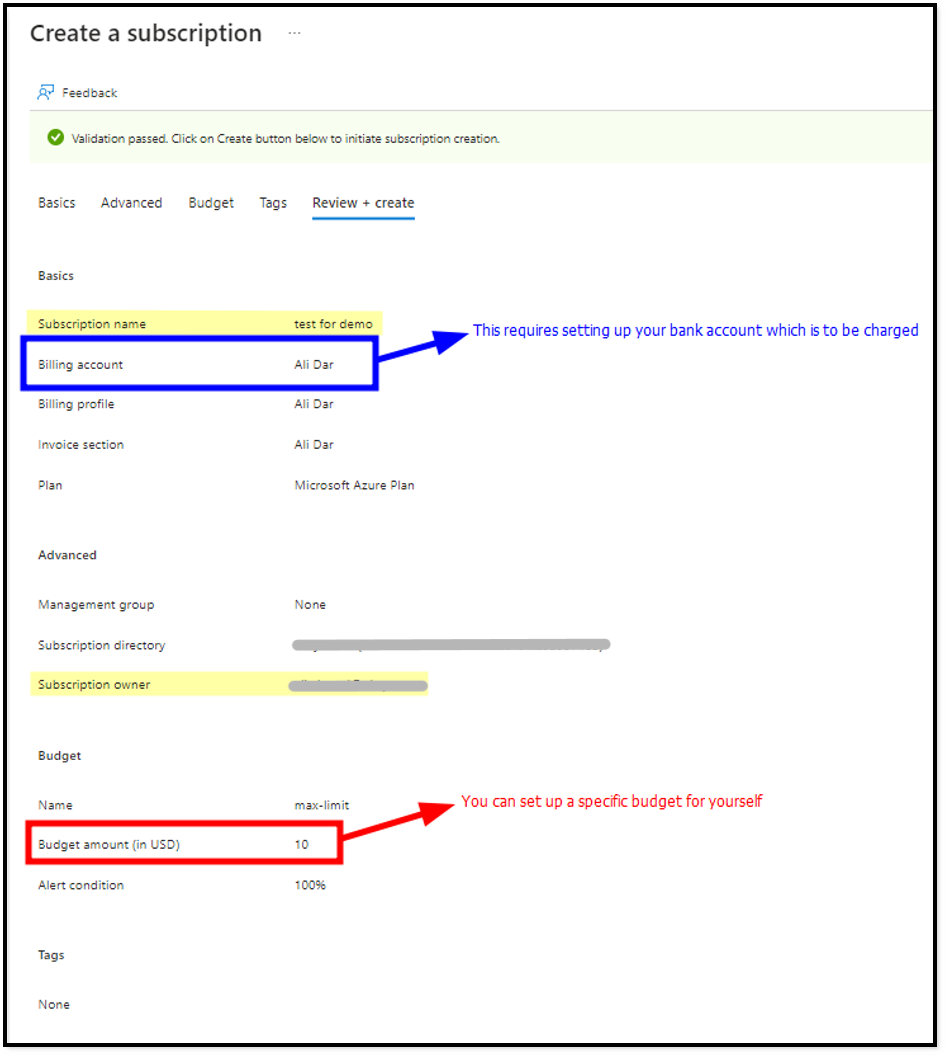 Create a subscription ...
Feedback
Validation passed. Click on Create button below to initiate subscription creation.
Basics Advanced Budget Tags Review + create
Basics
Subscription name test for demo
This requires setting up your bank account which is to be charged
Billing account Ali Dar
Billing profile Ali Dar
Invoice section Ali Dar
Plan Microsoft Azure Plan
Advanced
Management group None
Subscription directory
Subscription owner
Budget
Name max-limit
You can set up a specific budget for yourself
Budget amount (in USD) 10
Alert condition 100%
Tags
None